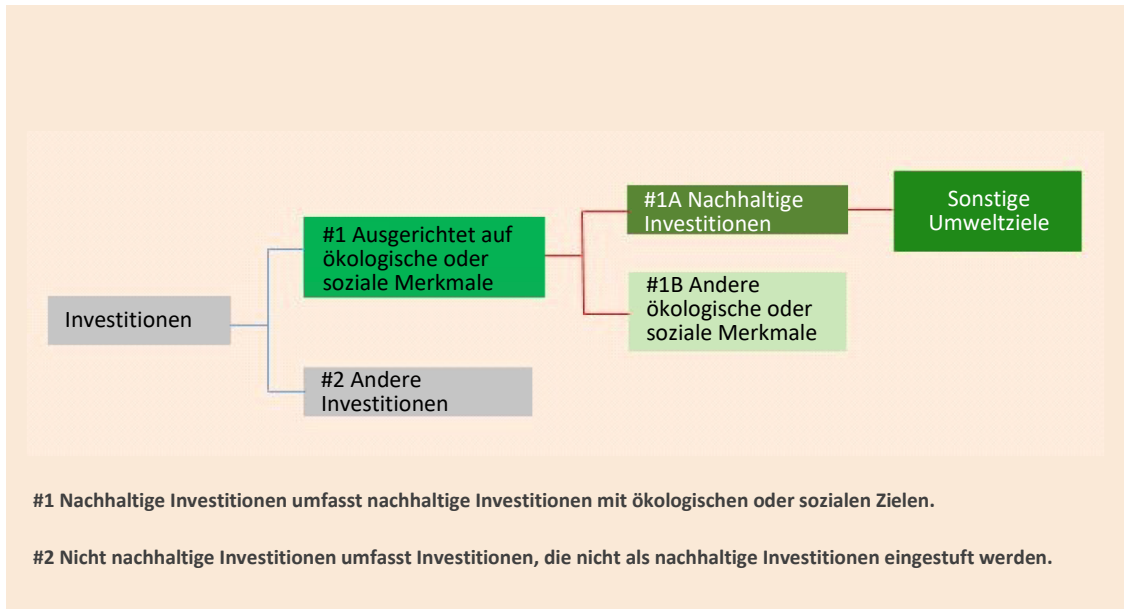 Investitionen
#1 Ausgerichtet auf
ökologische oder
soziale Merkmale
#2 Andere
Investitionen
#1A Nachhaltige
Investitionen
#1B Andere
ökologische oder
soziale Merkmale
Sonstige
Umweltziele
#1 Nachhaltige Investitionen umfasst nachhaltige Investitionen mit ökologischen oder sozialen Zielen.
#2 Nicht nachhaltige Investitionen umfasst Investitionen, die nicht als nachhaltige Investitionen eingestuft werden.